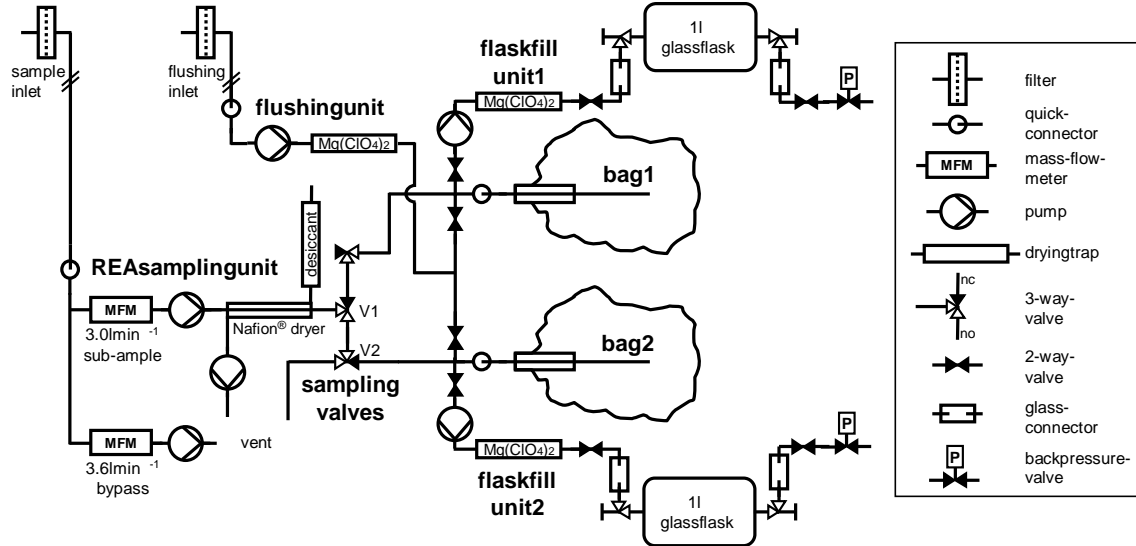 sample
inlet
flushing
inlet
flushingunit
Mg(ClO4)2
flaskfill
unit1
Mg(ClO4)2
1l
glassflask
P
bag1
REAsamplingunit
desiccant
MFM
3.0lmin -1
sub-ample
Nafion® dryer
V1
V2
sampling
valves
bag2
MFM
3.6lmin -1
bypass
vent
Mg(ClO4)2
flaskfill
unit2
1l
glassflask
P
filter
quick-
connector
MFM
mass-flow-
meter
pump
dryingtrap
nc
no
3-way-
valve
2-way-
valve
glass-
connector
P
backpressure-
valve